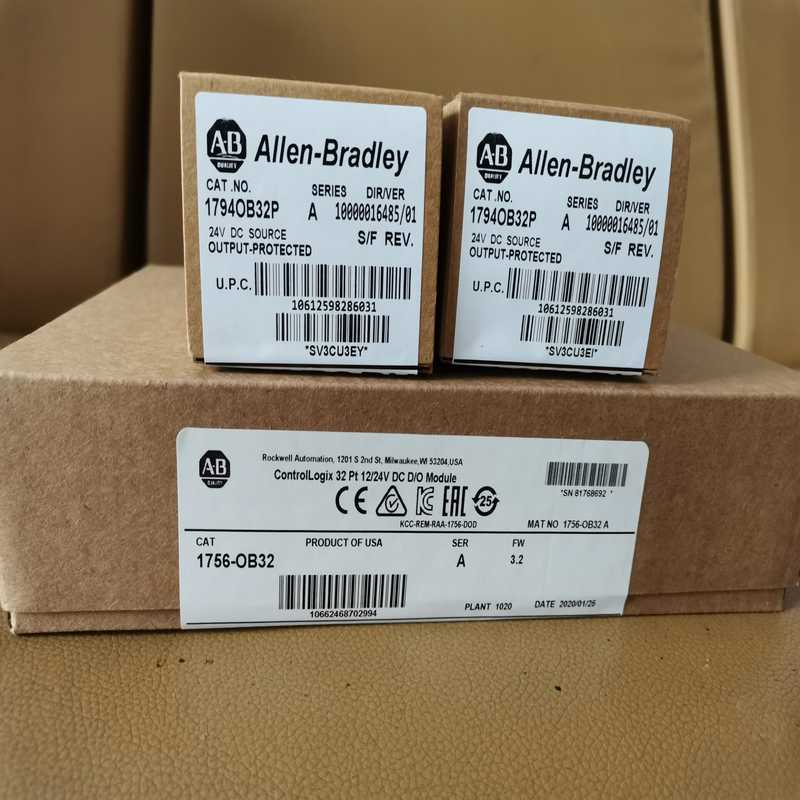 AB
QUALITY
Allen-Bradley
CAT .NO.
SERIES
DIR/VER
1794OB32P
A
10000016485/01
24V DC SOURCE
S/F REV.
OUTPUT-PROTECTED
U.P.C.
10612598286031
*SV3CU3EY*
AB
QUALITY
Allen-Bradley
CAT .NO.
SERIES
DIR/VER
1794OB32P
A
10000016485/01
24V DC SOURCE
S/F REV.
OUTPUT-PROTECTED
U.P.C.
10612598286031
*SV3CU3EI*
AB
Rockwell Automation, 1201 S 2nd St, Milwaukee,WI 53204,USA
ControlLogix 32 Pt 12/24V DC D/O Module
CE
EAC
25
*SN 81768692 *
KCC-REM-RAA-1756-DOD
MAT NO 1756-OB32 A
CAT
PRODUCT OF USA
SER
FW
1756-OB32
A
3.2
10662468702994
PLANT 1020
DATE 2020/01/25